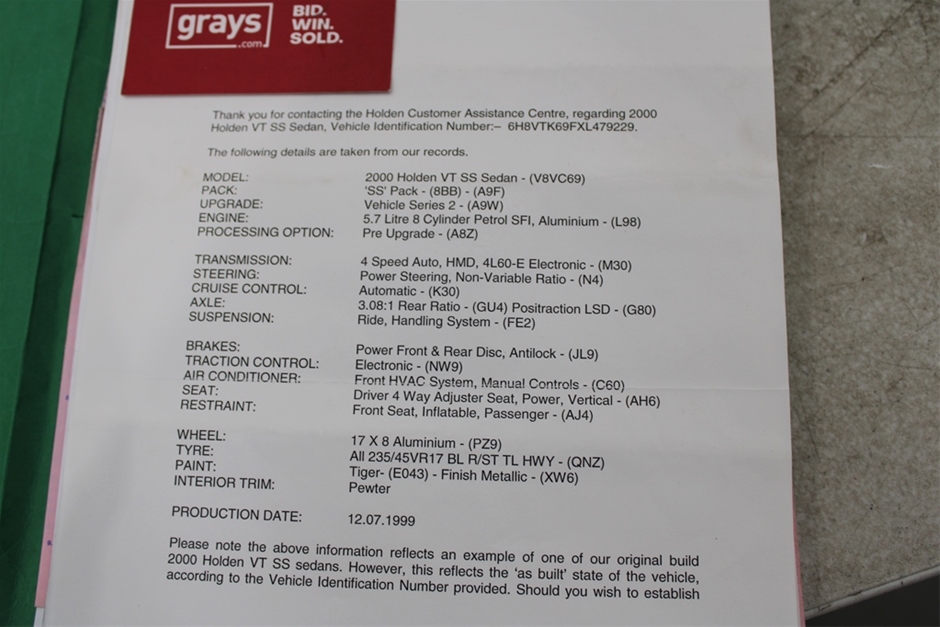 grays
.com
BID.
WIN.
SOLD.
Thank you for contacting the Holden Customer Assistance Centre, regarding 2000
Holden VT SS Sedan, Vehicle Identification Number:– 6H8VTK69FXL479229.
The following details are taken from our records.
MODEL: 2000 Holden VT SS Sedan - (V8VC69)
PACK: 'SS' Pack - (8BB) - (A9F)
UPGRADE: Vehicle Series 2 - (A9W)
ENGINE: 5.7 Litre 8 Cylinder Petrol SFI, Aluminium - (L98)
PROCESSING OPTION: Pre Upgrade - (A8Z)
TRANSMISSION: 4 Speed Auto, HMD, 4L60-E Electronic - (M30)
STEERING: Power Steering, Non-Variable Ratio - (N4)
CRUISE CONTROL: Automatic - (K30)
AXLE: 3.08:1 Rear Ratio - (GU4) Positraction LSD - (G80)
SUSPENSION: Ride, Handling System - (FE2)
BRAKES: Power Front & Rear Disc, Antilock - (JL9)
TRACTION CONTROL: Electronic - (NW9)
AIR CONDITIONER: Front HVAC System, Manual Controls - (C60)
SEAT: Driver 4 Way Adjuster Seat, Power, Vertical - (AH6)
RESTRAINT: Front Seat, Inflatable, Passenger - (AJ4)
WHEEL: 17 X 8 Aluminium - (PZ9)
TYRE: All 235/45VR17 BL R/ST TL HWY - (QNZ)
PAINT: Tiger- (E043) - Finish Metallic - (XW6)
INTERIOR TRIM: Pewter
PRODUCTION DATE: 12.07.1999
Please note the above information reflects an example of one of our original build
2000 Holden VT SS sedans. However, this reflects the 'as built' state of the vehicle,
according to the Vehicle Identification Number provided. Should you wish to establish